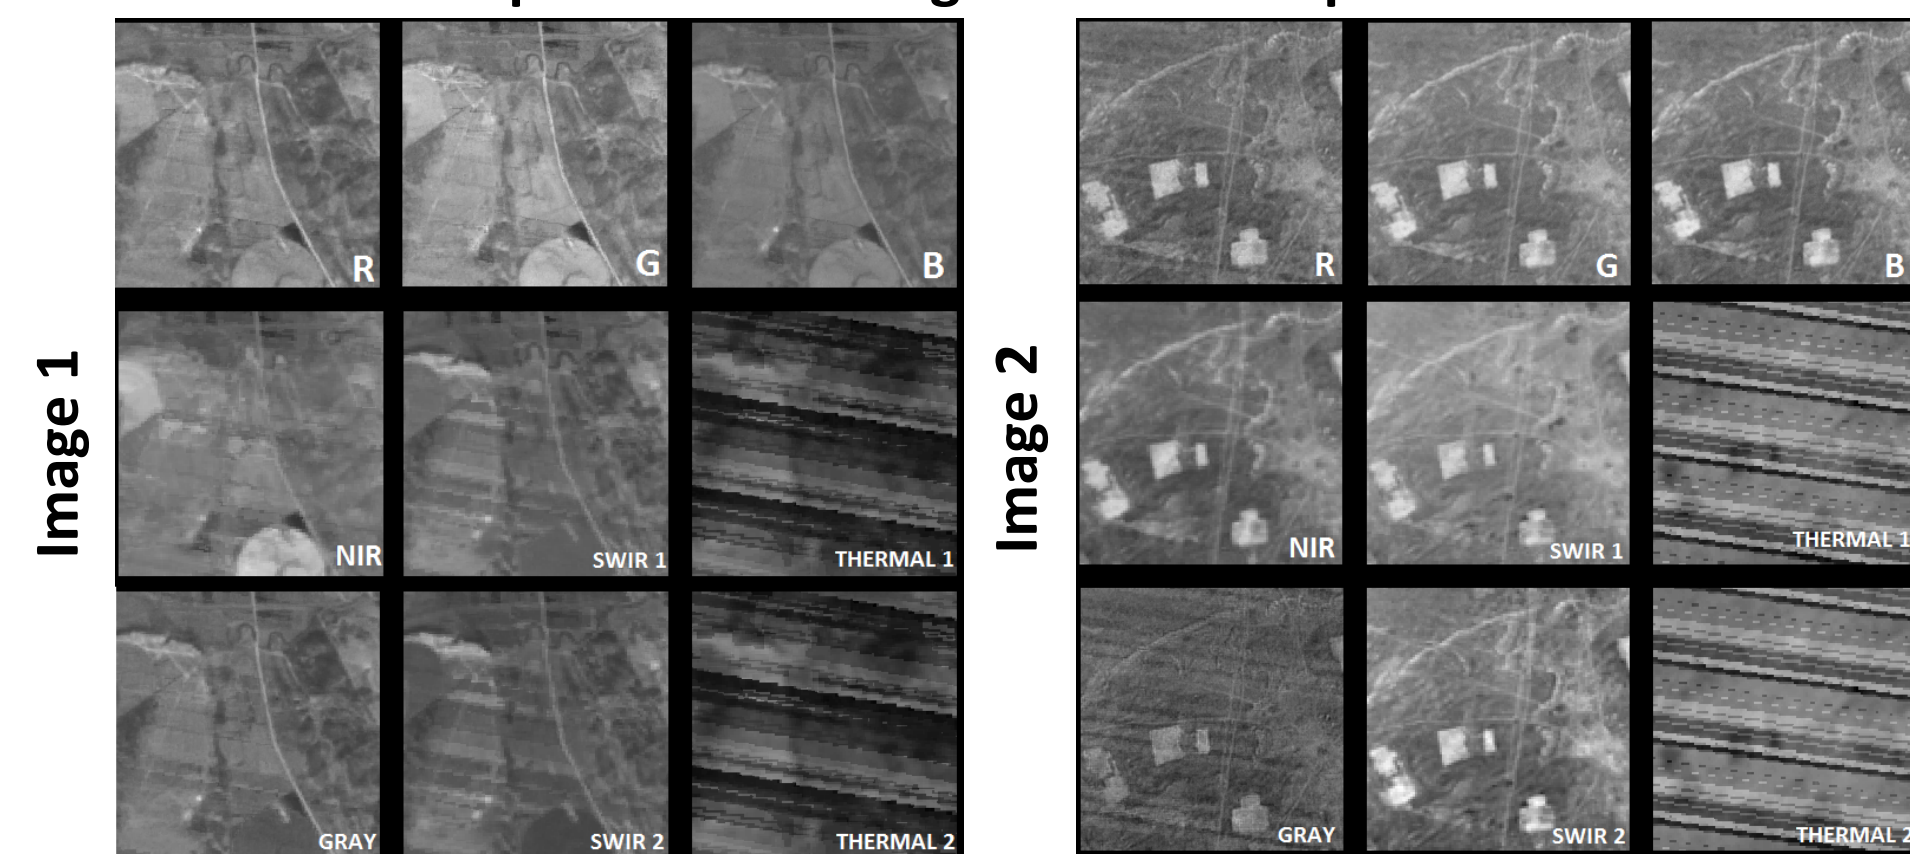 Image 1
R
G
B
NIR
SWIR 1
THERMAL 1
GRAY
SWIR 2
THERMAL 2
Image 2
R
G
B
NIR
SWIR 1
THERMAL 1
GRAY
SWIR 2
THERMAL 2